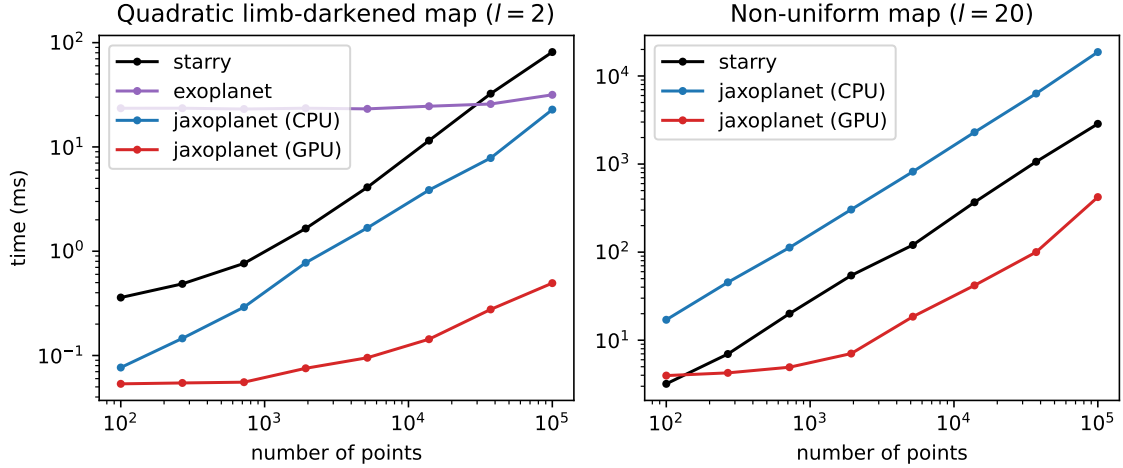 Quadratic limb-darkened map (l = 2)
10²
10¹
10⁰
10⁻¹
time (ms)
starry
exoplanet
jaxoplanet (CPU)
jaxoplanet (GPU)
10² 10³ 10⁴ 10⁵
number of points
Non-uniform map (l = 20)
10⁴
10³
10²
10¹
starry
jaxoplanet (CPU)
jaxoplanet (GPU)
10² 10³ 10⁴ 10⁵
number of points